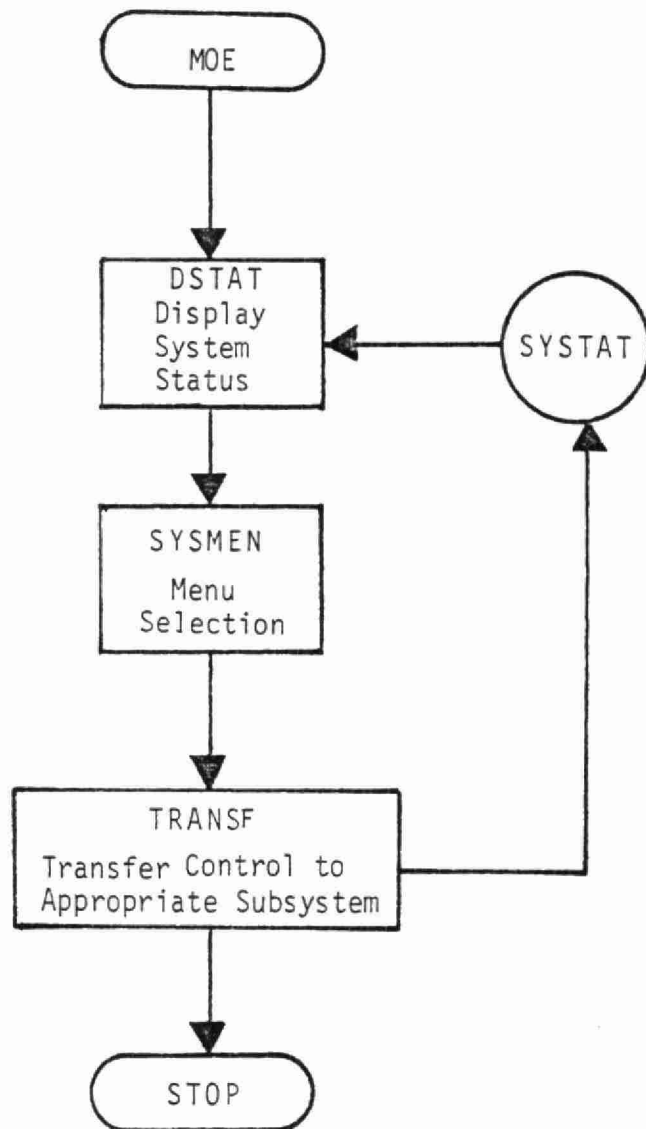 MOE
DSTAT
Display
System
Status
SYSTAT
SYSMEN
Menu
Selection
TRANSF
Transfer Control to
Appropriate Subsystem
STOP